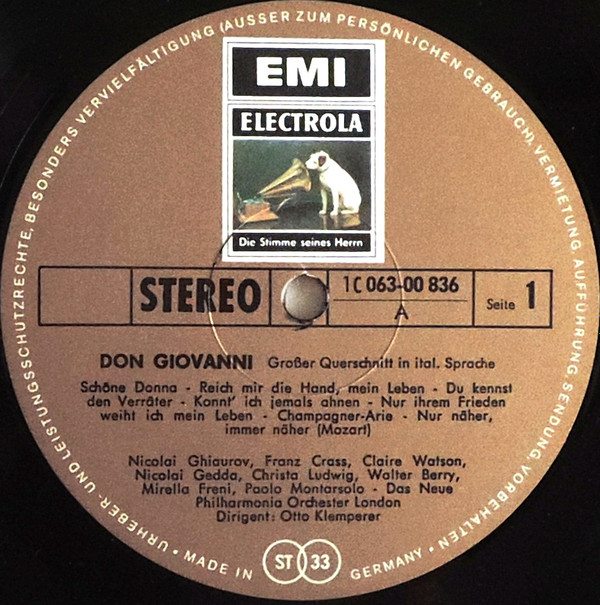 URHEBER- UND LEISTUNGSSCHUTZRECHTE, BESONDERS VERVIELFÄLTIGUNG (AUSSER ZUM PERSÖNLICHEN GEBRAUCH), VERMIETUNG, AUFFÜHRUNG, SENDUNG, VORBEHALTEN •
EMI
ELECTROLA
Die Stimme seines Herrn
STEREO
1C 063-00 836
A
Seite 1
DON GIOVANNI Großer Querschnitt in ital. Sprache
Schöne Donna - Reich mir die Hand, mein Leben - Du kennst
den Verräter - Konnt' ich jemals ahnen - Nur ihrem Frieden
weiht ich mein Leben - Champagner-Arie - Nur näher,
immer näher (Mozart)
Nicolai Ghiaurov, Franz Crass, Claire Watson,
Nicolai Gedda, Christa Ludwig, Walter Berry,
Mirella Freni, Paolo Montarsolo - Das Neue
Philharmonia Orchester London
Dirigent: Otto Klemperer
• MADE IN ST 33 GERMANY •